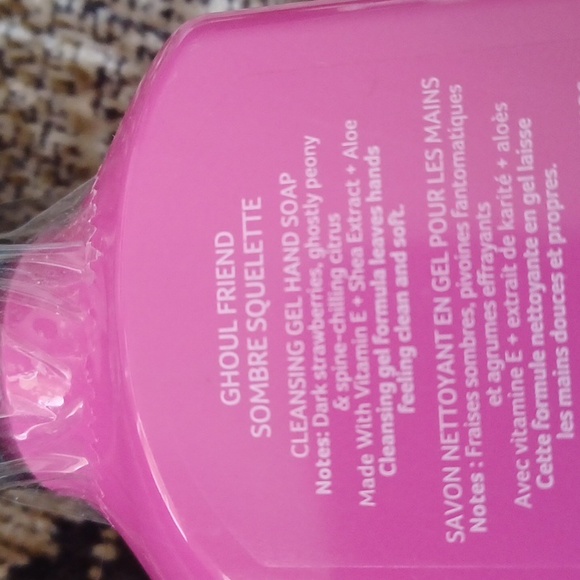 GHOUL FRIEND
SOMBRE SQUELETTE
CLEANSING GEL HAND SOAP
Notes: Dark strawberries, ghostly peony
& spine-chilling citrus
Made With Vitamin E + Shea Extract + Aloe
Cleansing gel formula leaves hands
feeling clean and soft.
SAVON NETTOYANT EN GEL POUR LES MAINS
Notes : Fraises sombres, pivoines fantomatiques
et agrumes effrayants
Avec vitamine E + extrait de karité + aloès
Cette formule nettoyante en gel laisse
les mains douces et propres.